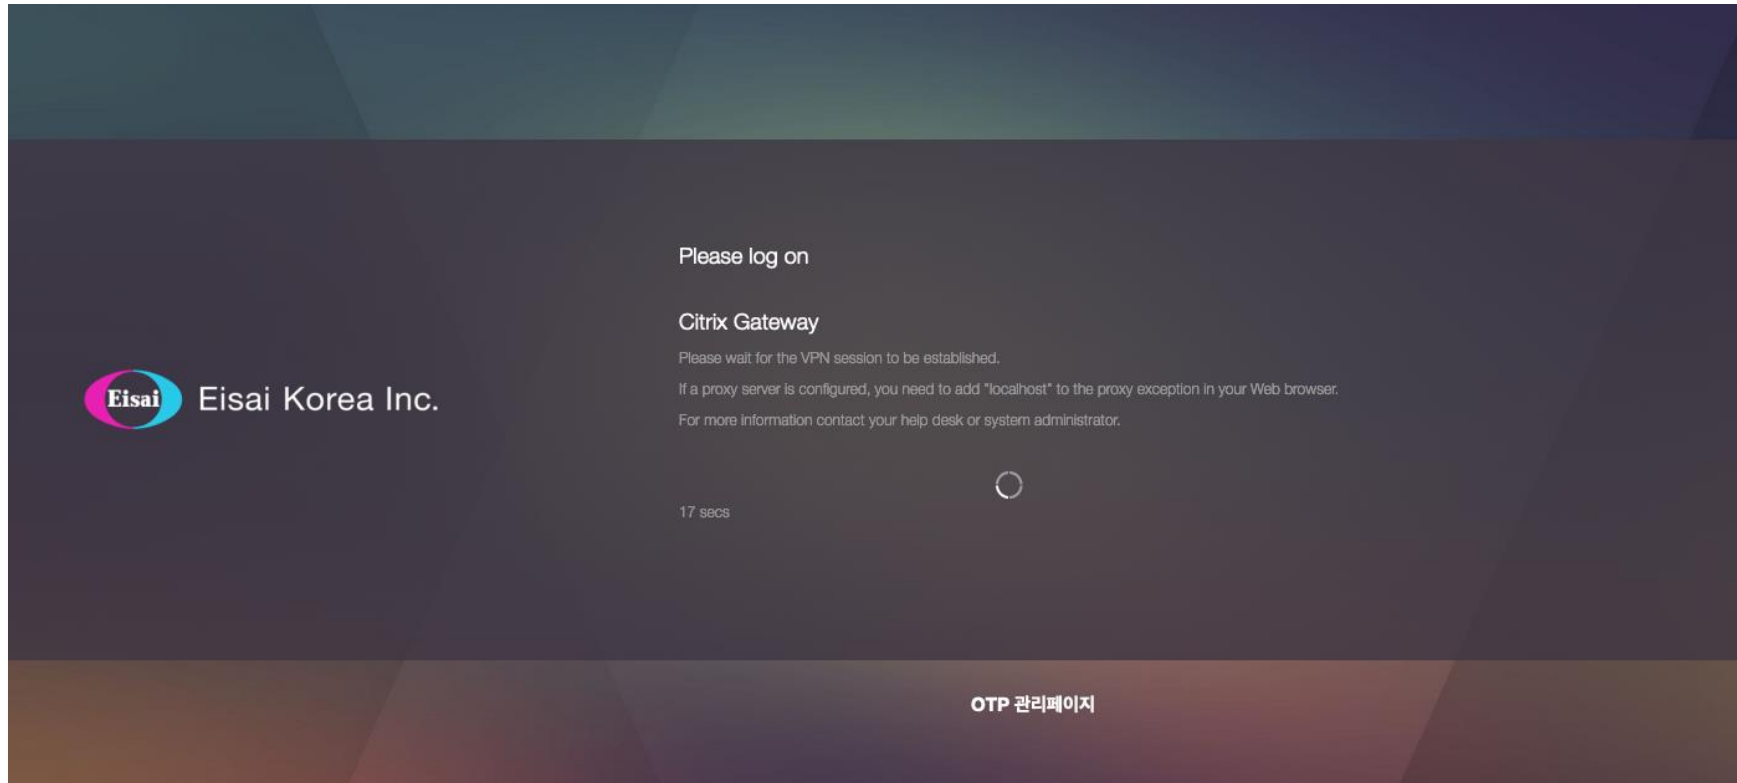 Please log on
Citrix Gateway
Please wait for the VPN session to be established.
If a proxy server is configured, you need to add "localhost" to the proxy exception in your Web browser.
For more information contact your help desk or system administrator.
Eisai
Eisai Korea Inc.
17 secs
OTP 관리페이지